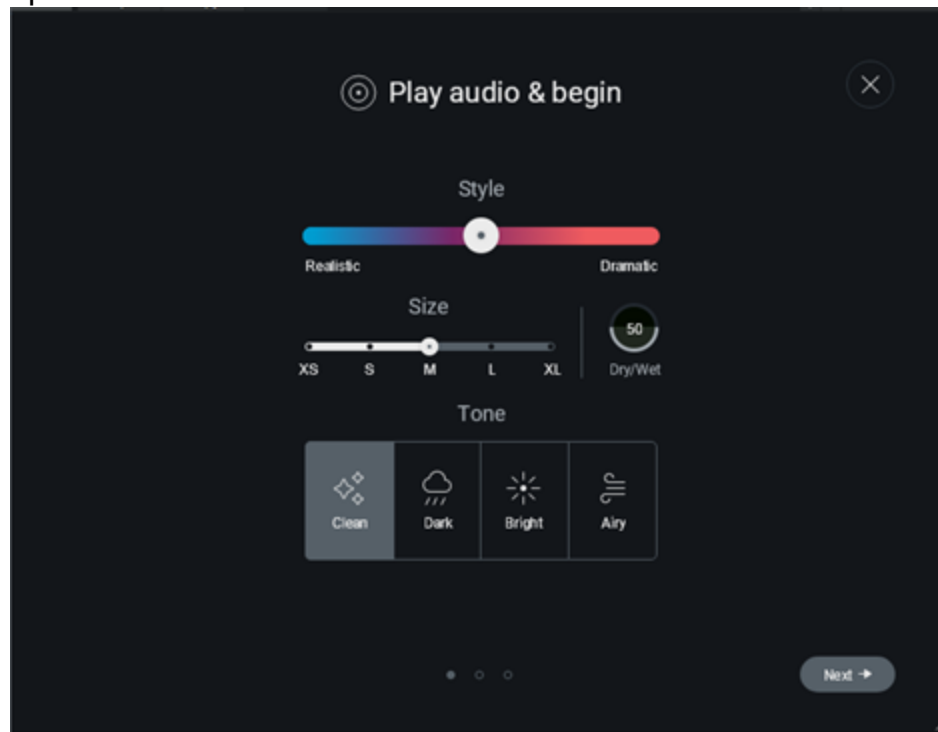 Play audio & begin
Style
Realistic Dramatic
Size
50
XS S M L XL Dry/Wet
Tone
Clean Dark Bright Airy
Next